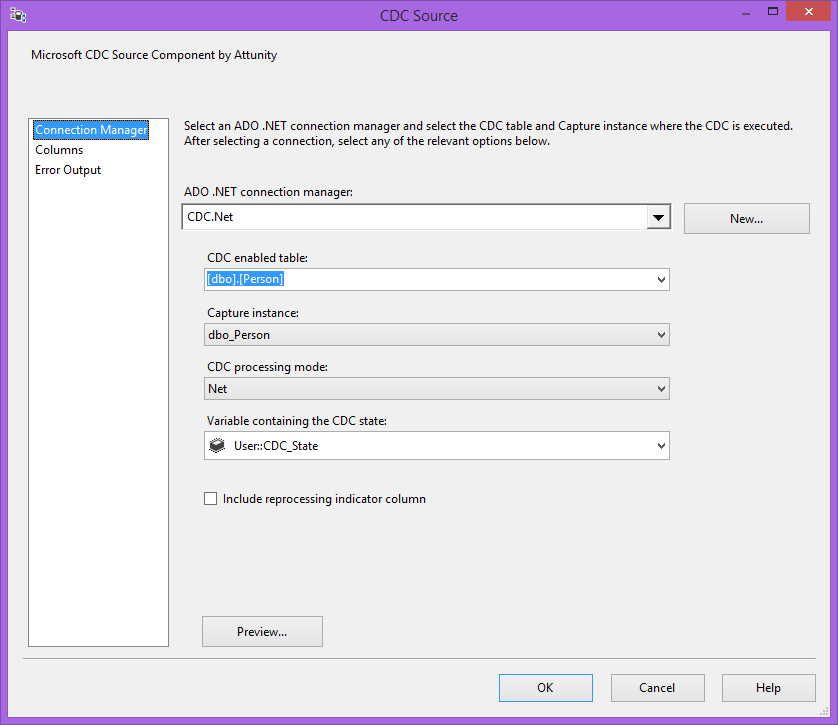 CDC Source
Microsoft CDC Source Component by Attunity
Connection Manager
Columns
Error Output
Select an ADO .NET connection manager and select the CDC table and Capture instance where the CDC is executed.
After selecting a connection, select any of the relevant options below.
ADO .NET connection manager:
CDC.Net
New...
CDC enabled table:
[dbo].[Person]
Capture instance:
dbo_Person
CDC processing mode:
Net
Variable containing the CDC state:
User::CDC_State
Include reprocessing indicator column
Preview...
OK
Cancel
Help